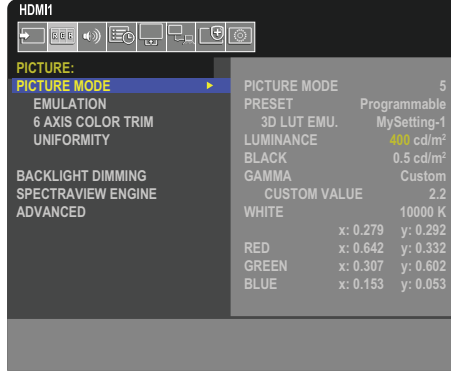 HDMI1
RGB
PICTURE:
PICTURE MODE
EMULATION
6 AXIS COLOR TRIM
UNIFORMITY
BACKLIGHT DIMMING
SPECTRAVIEW ENGINE
ADVANCED
PICTURE MODE 5
PRESET Programmable
3D LUT EMU. MySetting-1
LUMINANCE 400 cd/m²
BLACK 0.5 cd/m²
GAMMA Custom
CUSTOM VALUE 2.2
WHITE 10000 K
x: 0.279 y: 0.292
RED x: 0.642 y: 0.332
GREEN x: 0.307 y: 0.602
BLUE x: 0.153 y: 0.053